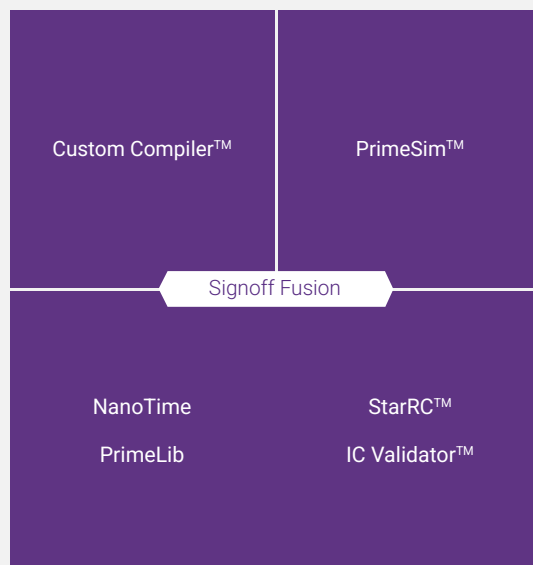 Custom Compiler™
PrimeSim™
Signoff Fusion
NanoTime
StarRC™
PrimeLib
IC Validator™